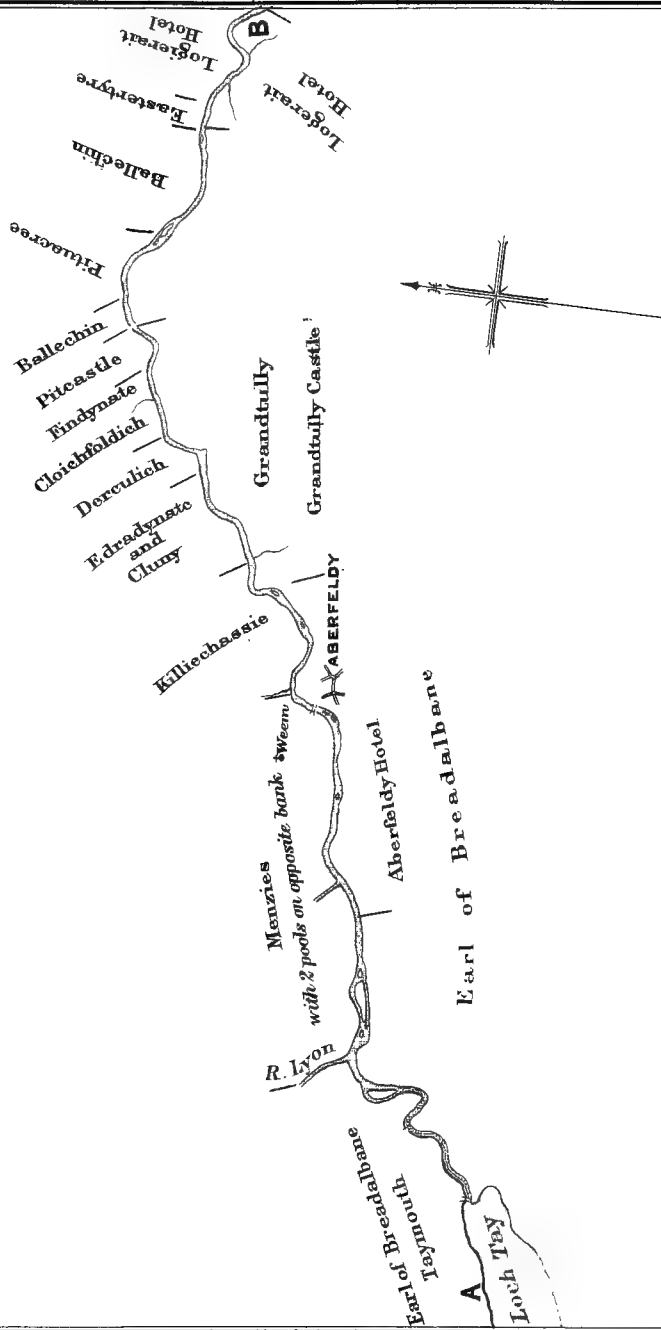 Logierait
Hotel
B
Eastertyre
Logerait
Hotel
Ballechin
Pitnacree
Ballechin
Pitcastle
Findynate
Cloichfoldich
Derculich
Edradynate
and
Cluny
Grandtully
Grandtully Castle
Killiechassie
ABERFELDY
Menzies
with 2 pools on opposite bank & Weem
Aberfeldy Hotel
Earl of Breadalbane
R. Lyon
Earl of Breadalbane
Taymouth
A
Loch Tay